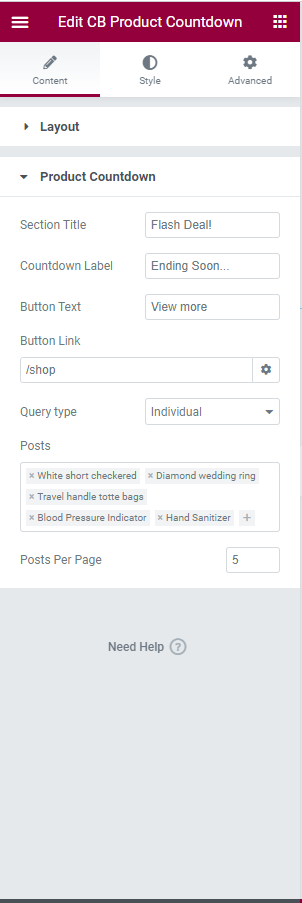 Edit CB Product Countdown
Content Style Advanced
Layout
Product Countdown
Section Title Flash Deal!
Countdown Label Ending Soon...
Button Text View more
Button Link
/shop
Query type Individual
Posts
× White short checkered × Diamond wedding ring
× Travel handle totte bags
× Blood Pressure Indicator × Hand Sanitizer +
Posts Per Page 5
Need Help ?